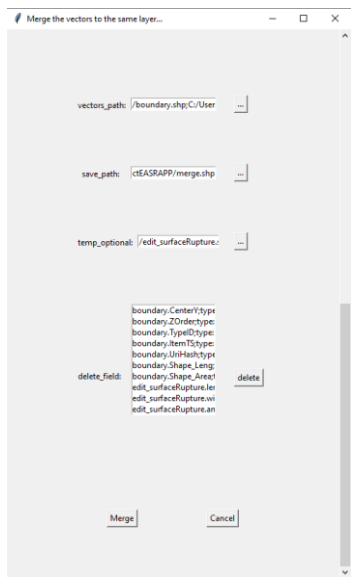 Merge the vectors to the same layer...
vectors_path: /boundary.shp;C:/User ...
save_path: ctEASRAPP/merge.shp ...
temp_optional: /edit_surfaceRupture. ...
boundary.CenterY;type
boundary.ZOrder;type:
boundary.TypeID;type:
boundary.ItemTS;type:
boundary.UriHash;type
boundary.Shape_Leng;
boundary.Shape_Area;t
delete_field: delete
edit_surfaceRupture.ler
edit_surfaceRupture.wi
edit_surfaceRupture.an
Merge Cancel